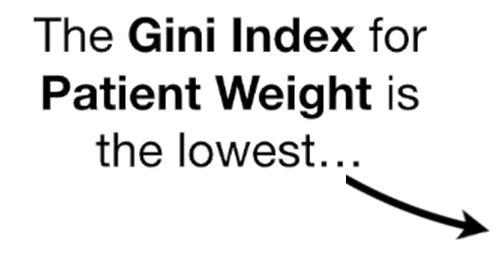 The Gini Index for
Patient Weight is
the lowest...